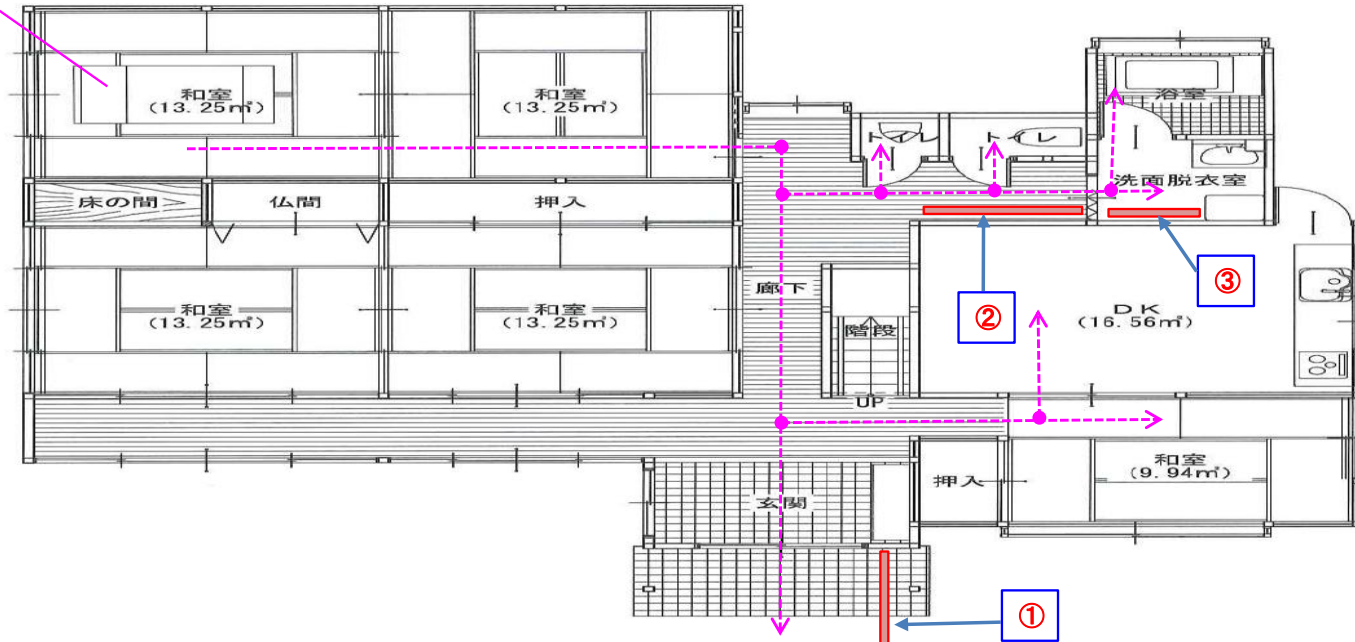 和室
(13.25㎡)
和室
(13.25㎡)
浴室
トイレ
トイレ
洗面脱衣室
床の間
仏間
押入
③
和室
(13.25㎡)
和室
(13.25㎡)
廊下
②
DK
(16.56㎡)
階段
UP
押入
和室
(9.94㎡)
玄関
①